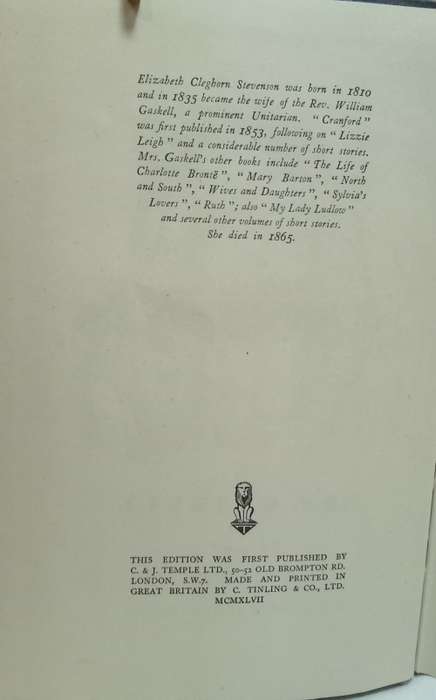 Elizabeth Cleghorn Stevenson was born in 1810
and in 1835 became the wife of the Rev. William
Gaskell, a prominent Unitarian. “ Cranford ”
was first published in 1853, following on “ Lizzie
Leigh ” and a considerable number of short stories.
Mrs. Gaskell's other books include “ The Life of
Charlotte Brontë ”, “ Mary Barton ”, “ North
and South ”, “ Wives and Daughters ”, “ Sylvia's
Lovers ”, “ Ruth ”; also “ My Lady Ludlow ”
and several other volumes of short stories.
She died in 1865.
THIS EDITION WAS FIRST PUBLISHED BY
C. & J. TEMPLE LTD., 50-52 OLD BROMPTON RD.
LONDON, S.W.7. MADE AND PRINTED IN
GREAT BRITAIN BY C. TINLING & CO., LTD.
MCMXLVII